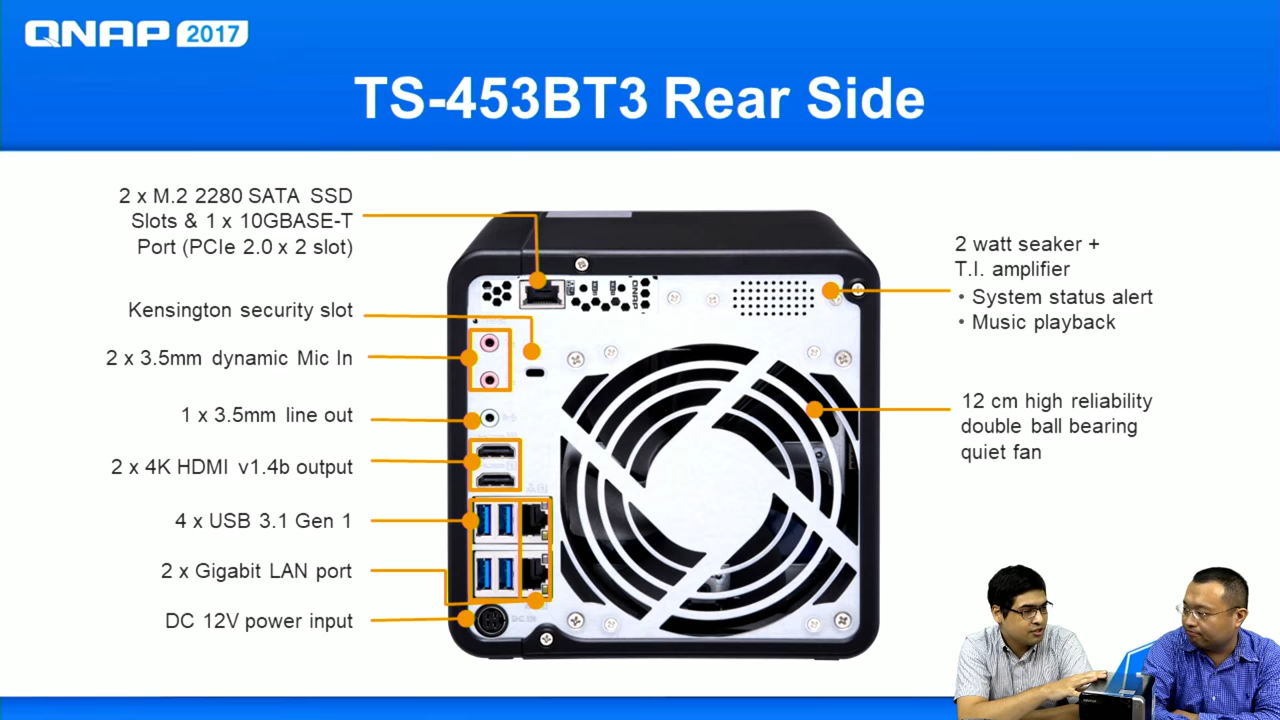 QNAP 2017
TS-453BT3 Rear Side
2 x M.2 2280 SATA SSD
Slots & 1 x 10GBASE-T
Port (PCIe 2.0 x 2 slot)
Kensington security slot
2 x 3.5mm dynamic Mic In
1 x 3.5mm line out
2 x 4K HDMI v1.4b output
4 x USB 3.1 Gen 1
2 x Gigabit LAN port
DC 12V power input
QNAP
2 watt seaker +
T.I. amplifier
• System status alert
• Music playback
12 cm high reliability
double ball bearing
quiet fan